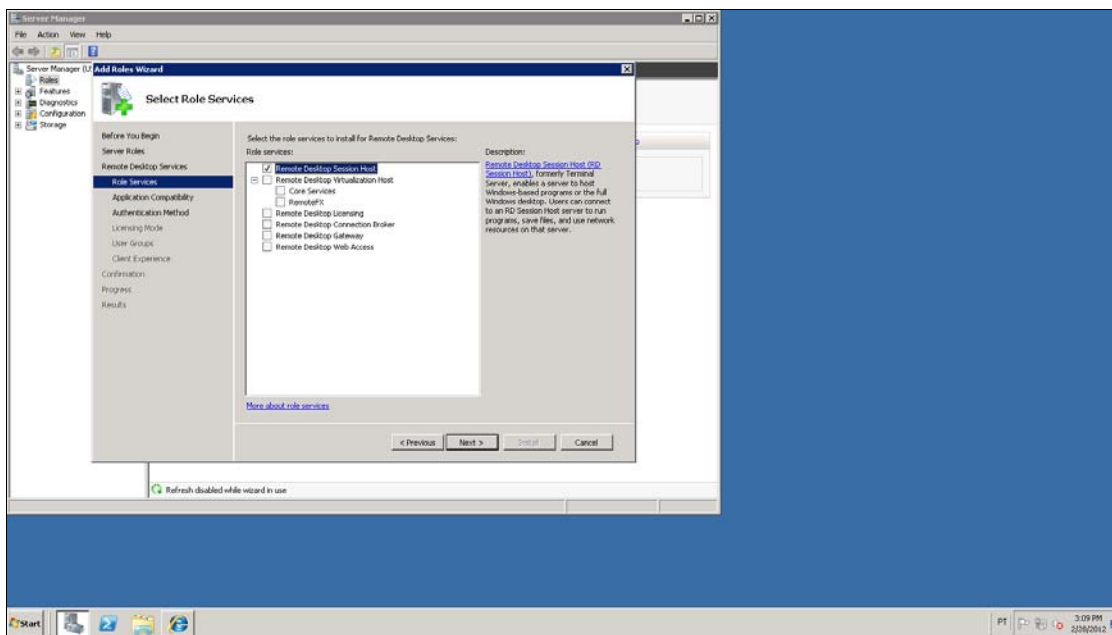 Server Manager
File Action View Help
Server Manager (U
Roles
Features
Diagnostics
Configuration
Storage
Add Roles Wizard
Select Role Services
Before You Begin
Server Roles
Remote Desktop Services
Role Services
Application Compatibility
Authentication Method
Licensing Mode
User Groups
Client Experience
Confirmation
Progress
Results
Select the role services to install for Remote Desktop Services:
Role services:
Remote Desktop Session Host
Remote Desktop Virtualization Host
Core Services
RemoteFX
Remote Desktop Licensing
Remote Desktop Connection Broker
Remote Desktop Gateway
Remote Desktop Web Access
Description:
Remote Desktop Session Host (RD
Session Host), formerly Terminal
Server, enables a server to host
Windows-based programs or the full
Windows desktop. Users can connect
to an RD Session Host server to run
programs, save files, and use network
resources on that server.
More about role services
< Previous
Next >
Install
Cancel
Refresh disabled while wizard in use
Start
PT
3:09 PM
2/28/2012